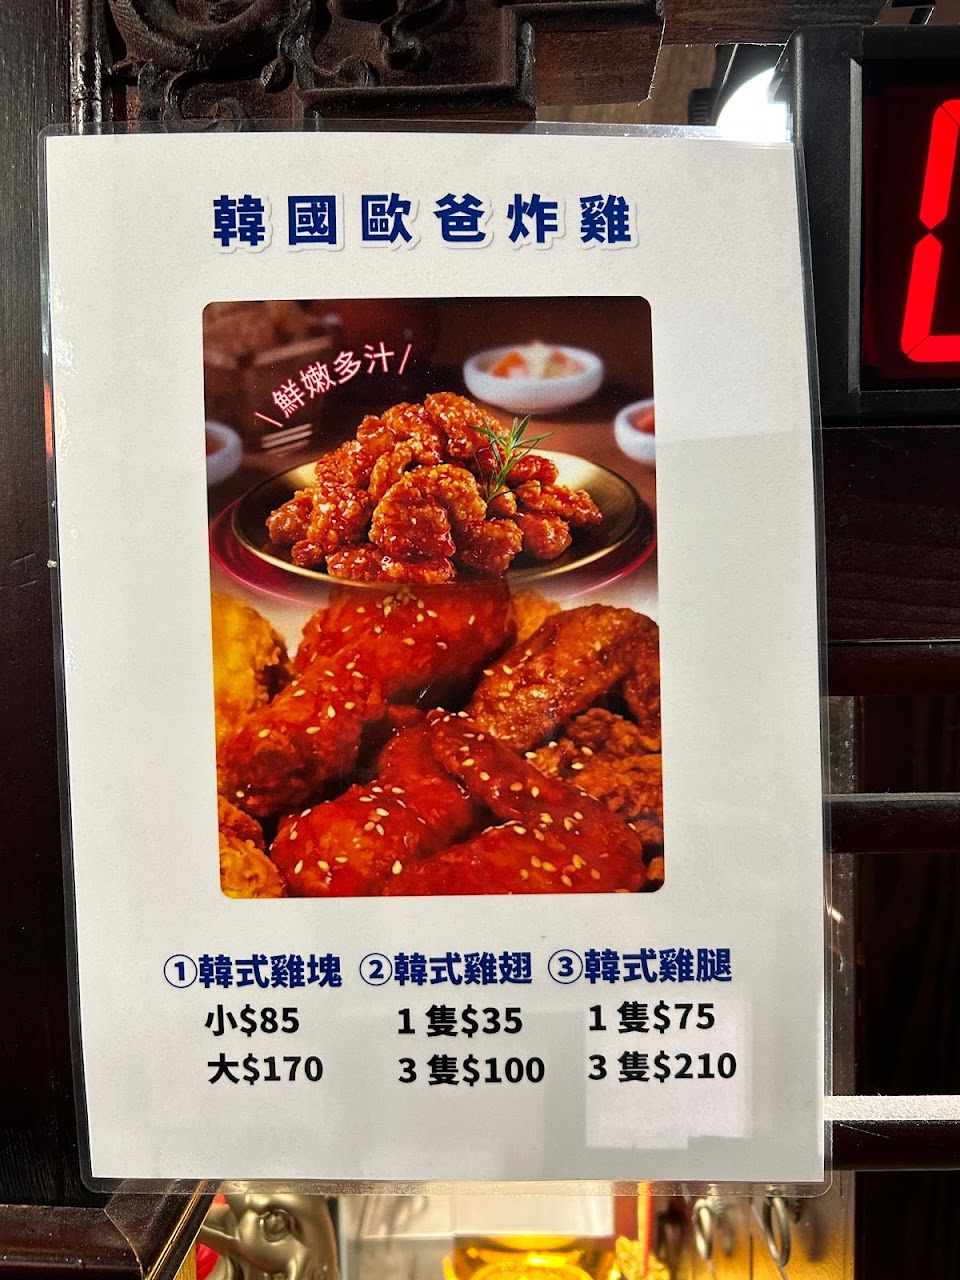 韓國歐爸炸雞
\鮮嫩多汁/
①韓式雞塊 ②韓式雞翅 ③韓式雞腿
小$85 1隻$35 1隻$75
大$170 3隻$100 3隻$210